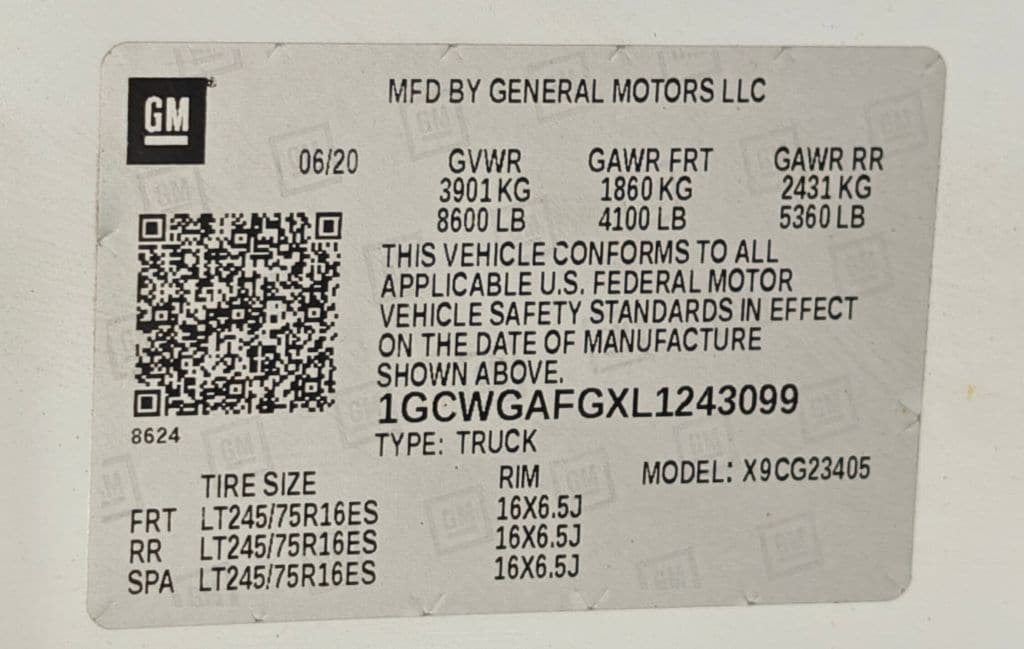 GM
MFD BY GENERAL MOTORS LLC
06/20 GVWR GAWR FRT GAWR RR
3901 KG 1860 KG 2431 KG
8600 LB 4100 LB 5360 LB
THIS VEHICLE CONFORMS TO ALL
APPLICABLE U.S. FEDERAL MOTOR
VEHICLE SAFETY STANDARDS IN EFFECT
ON THE DATE OF MANUFACTURE
SHOWN ABOVE.
1GCWGAFGXL1243099
8624
TYPE: TRUCK
TIRE SIZE RIM MODEL: X9CG23405
FRT LT245/75R16ES 16X6.5J
RR LT245/75R16ES 16X6.5J
SPA LT245/75R16ES 16X6.5J